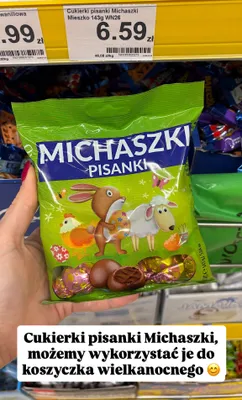 .99
Cukierki pisanki Michaszki
Mieszko 143g WN26
6.59
MICHASZKI
PISANKI
Cukierki pisanki Michaszki,
możemy wykorzystać je do
koszyczka wielkanocnego 😋